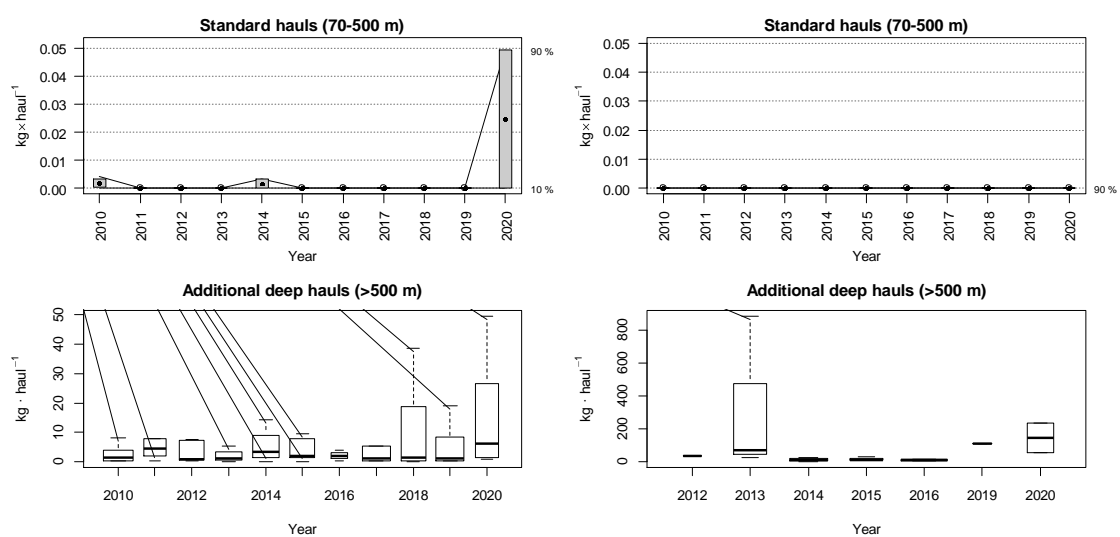 Standard hauls (70-500 m)
kg×haul⁻¹
0.05
0.04
0.03
0.02
0.01
0.00
90 %
10 %
2010 2011 2012 2013 2014 2015 2016 2017 2018 2019 2020
Year
Standard hauls (70-500 m)
kg×haul⁻¹
0.05
0.04
0.03
0.02
0.01
0.00
90 %
2010 2011 2012 2013 2014 2015 2016 2017 2018 2019 2020
Year
Additional deep hauls (>500 m)
kg · haul⁻¹
50
40
30
20
10
0
2010 2012 2014 2016 2018 2020
Year
Additional deep hauls (>500 m)
kg · haul⁻¹
800
600
400
200
0
2012 2013 2014 2015 2016 2019 2020
Year